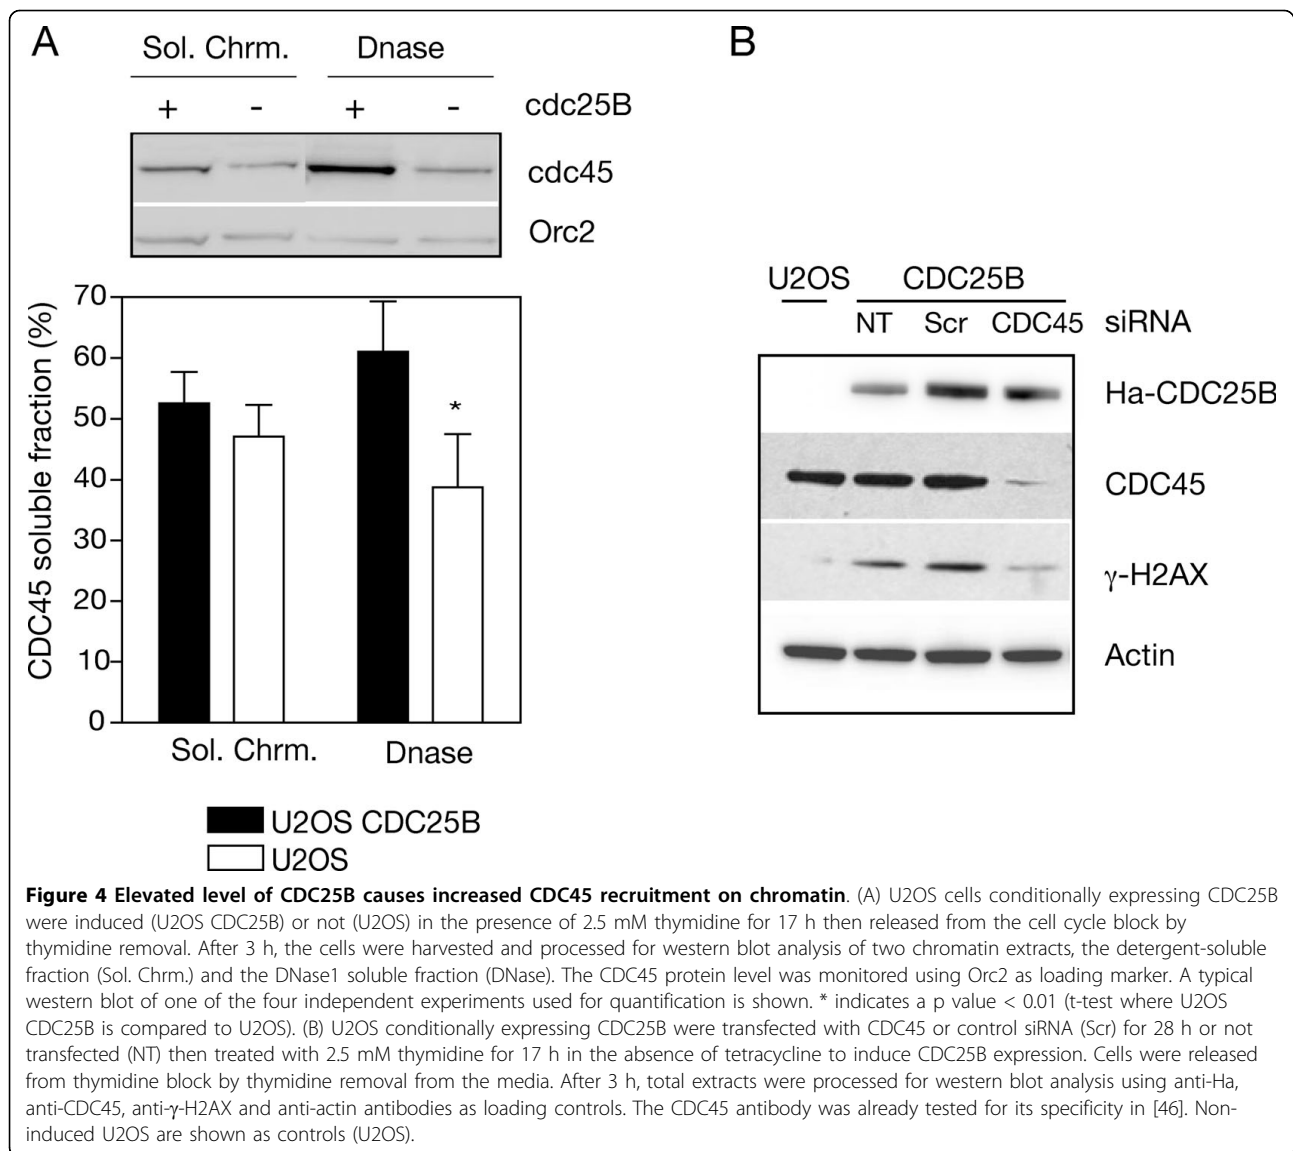 A
Sol. Chrm. Dnase
+ - + - cdc25B
cdc45
Orc2
CDC45 soluble fraction (%)
70
60
50
40
30
20
10
0
*
Sol. Chrm. Dnase
U2OS CDC25B
U2OS
B
U2OS CDC25B
NT Scr CDC45 siRNA
Ha-CDC25B
CDC45
γ-H2AX
Actin
Figure 4 Elevated level of CDC25B causes increased CDC45 recruitment on chromatin. (A) U2OS cells conditionally expressing CDC25B
were induced (U2OS CDC25B) or not (U2OS) in the presence of 2.5 mM thymidine for 17 h then released from the cell cycle block by
thymidine removal. After 3 h, the cells were harvested and processed for western blot analysis of two chromatin extracts, the detergent-soluble
fraction (Sol. Chrm.) and the DNase1 soluble fraction (DNase). The CDC45 protein level was monitored using Orc2 as loading marker. A typical
western blot of one of the four independent experiments used for quantification is shown. * indicates a p value < 0.01 (t-test where U2OS
CDC25B is compared to U2OS). (B) U2OS conditionally expressing CDC25B were transfected with CDC45 or control siRNA (Scr) for 28 h or not
transfected (NT) then treated with 2.5 mM thymidine for 17 h in the absence of tetracycline to induce CDC25B expression. Cells were released
from thymidine block by thymidine removal from the media. After 3 h, total extracts were processed for western blot analysis using anti-Ha,
anti-CDC45, anti-γ-H2AX and anti-actin antibodies as loading controls. The CDC45 antibody was already tested for its specificity in [46]. Non-
induced U2OS are shown as controls (U2OS).